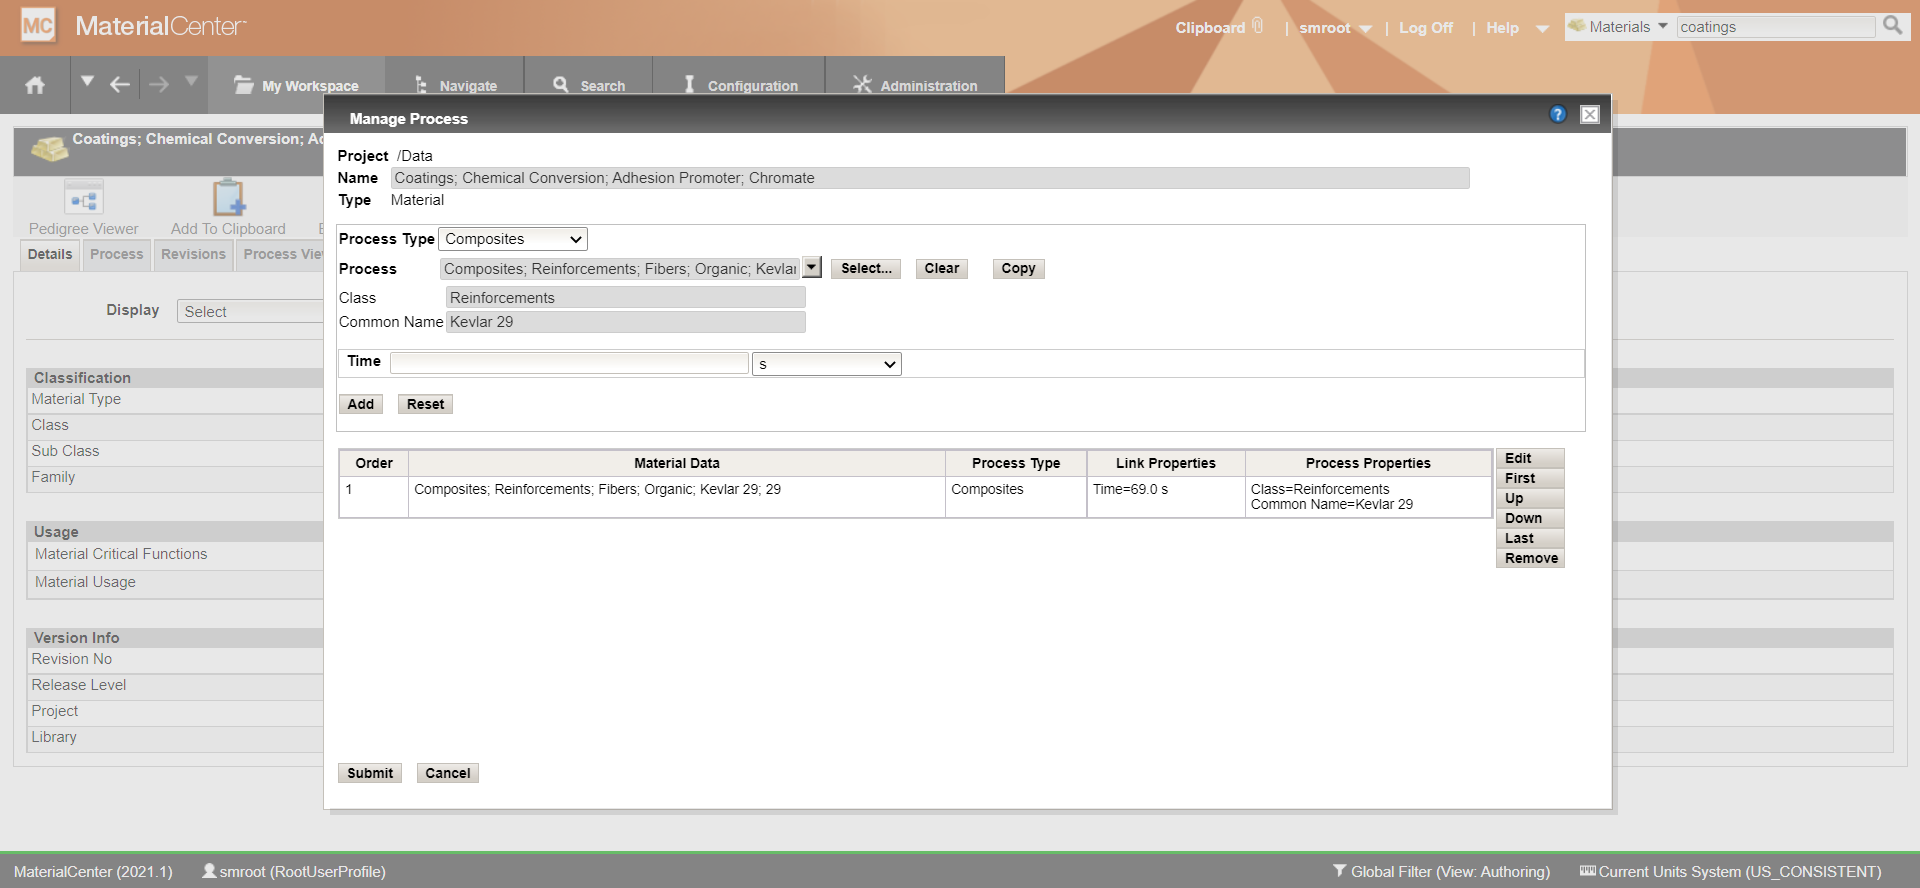 MC MaterialCenter
Clipboard | smroot | Log Off | Help Materials coatings
My Workspace Navigate Search Configuration Administration
Manage Process ?
Coatings; Chemical Conversion; Ad
Project /Data
Name Coatings; Chemical Conversion; Adhesion Promoter; Chromate
Type Material
Pedigree Viewer Add To Clipboard
Details Process Revisions Process Vie
Process Type Composites
Process Composites; Reinforcements; Fibers; Organic; Kevlar Select... Clear Copy
Class Reinforcements
Common Name Kevlar 29
Display Select
Time s
Add Reset
Classification
Material Type
Class
Sub Class
Family
Order Material Data Process Type Link Properties Process Properties
1 Composites; Reinforcements; Fibers; Organic; Kevlar 29; 29 Composites Time=69.0 s Class=Reinforcements
Common Name=Kevlar 29
Edit
First
Up
Down
Last
Remove
Usage
Material Critical Functions
Material Usage
Version Info
Revision No
Release Level
Project
Library
Submit Cancel
MaterialCenter (2021.1) smroot (RootUserProfile) Global Filter (View: Authoring) Current Units System (US_CONSISTENT)